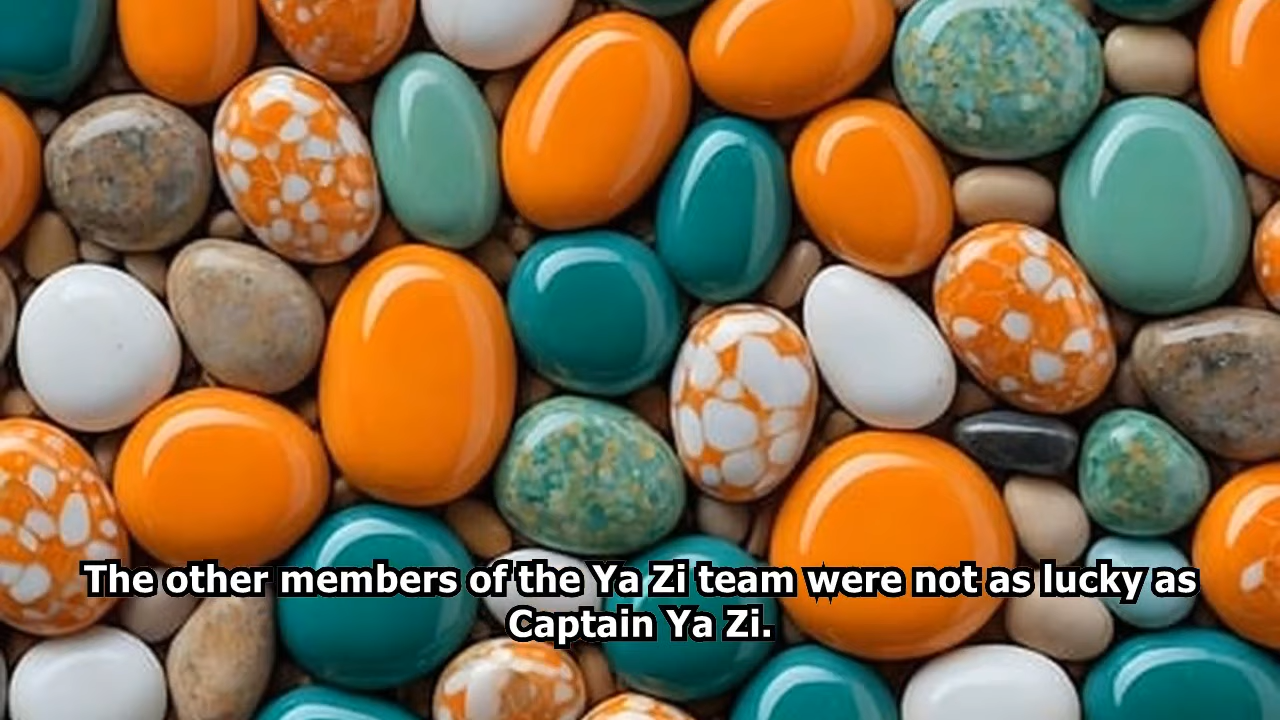 The other members of the Ya Zi team were not as lucky as
Captain Ya Zi.